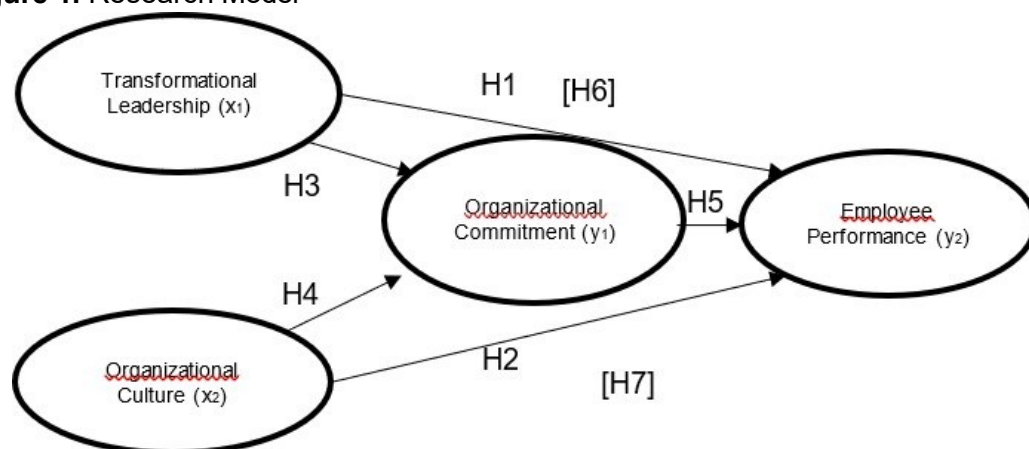 Research Model
Transformational
Leadership (x1)
H1
[H6]
H3
Organizational
Commitment (y1)
H5
Employee
Performance (y2)
H4
Organizational
Culture (x2)
H2
[H7]